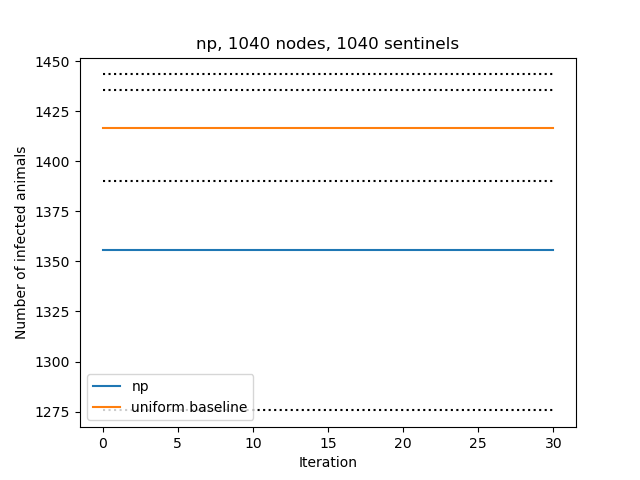 np, 1040 nodes, 1040 sentinels
Number of infected animals
1450
1425
1400
1375
1350
1325
1300
1275
np
uniform baseline
0 5 10 15 20 25 30
Iteration